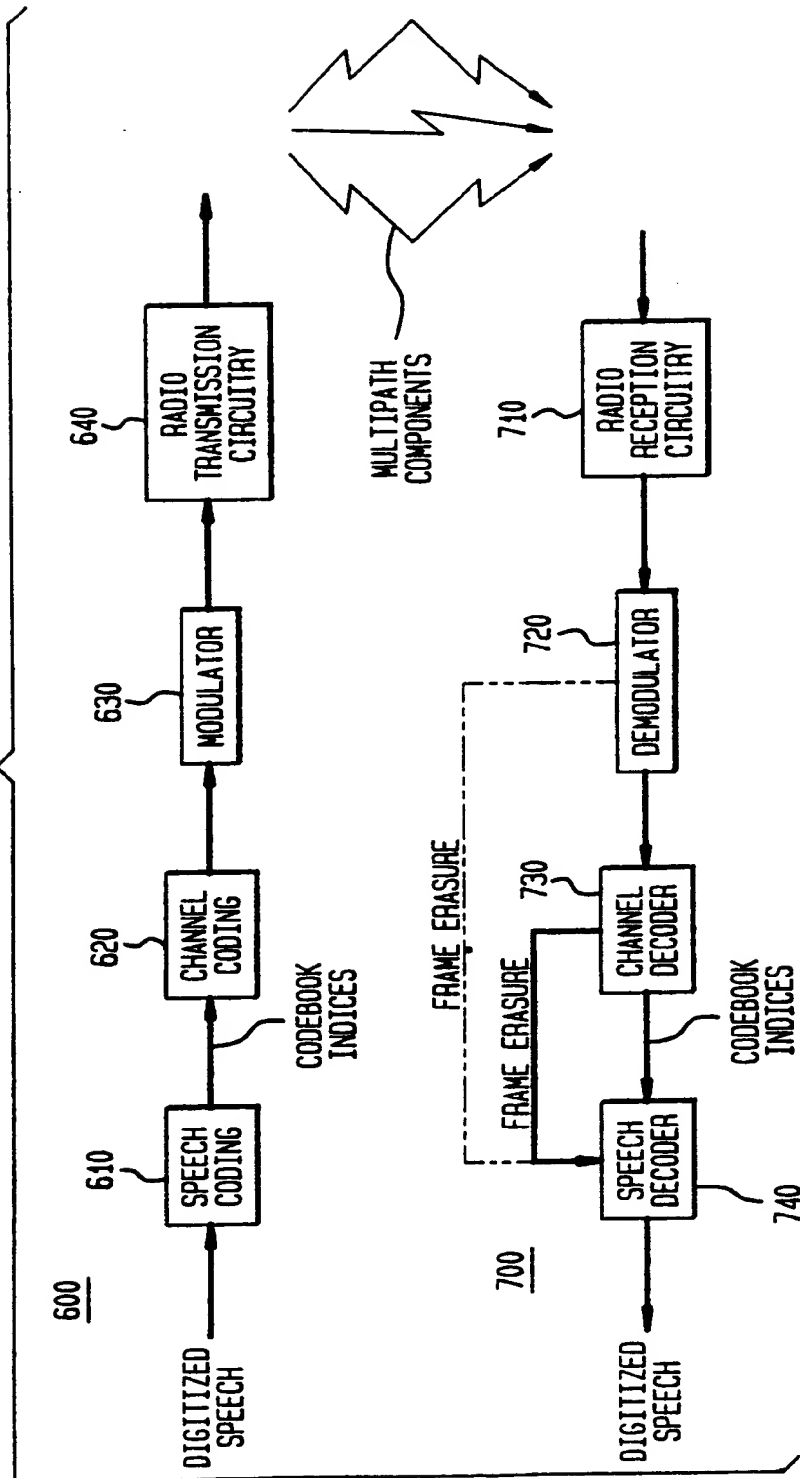 600
DIGITIZED
SPEECH
610
SPEECH
CODING
CODEBOOK
INDICES
620
CHANNEL
CODING
630
MODULATOR
640
RADIO
TRANSMISSION
CIRCUITRY
MULTIPATH
COMPONENTS
700
DIGITIZED
SPEECH
SPEECH
DECODER
740
FRAME ERASURE
FRAME ERASURE
CODEBOOK
INDICES
730
CHANNEL
DECODER
720
DEMODULATOR
710
RADIO
RECEPTION
CIRCUITRY